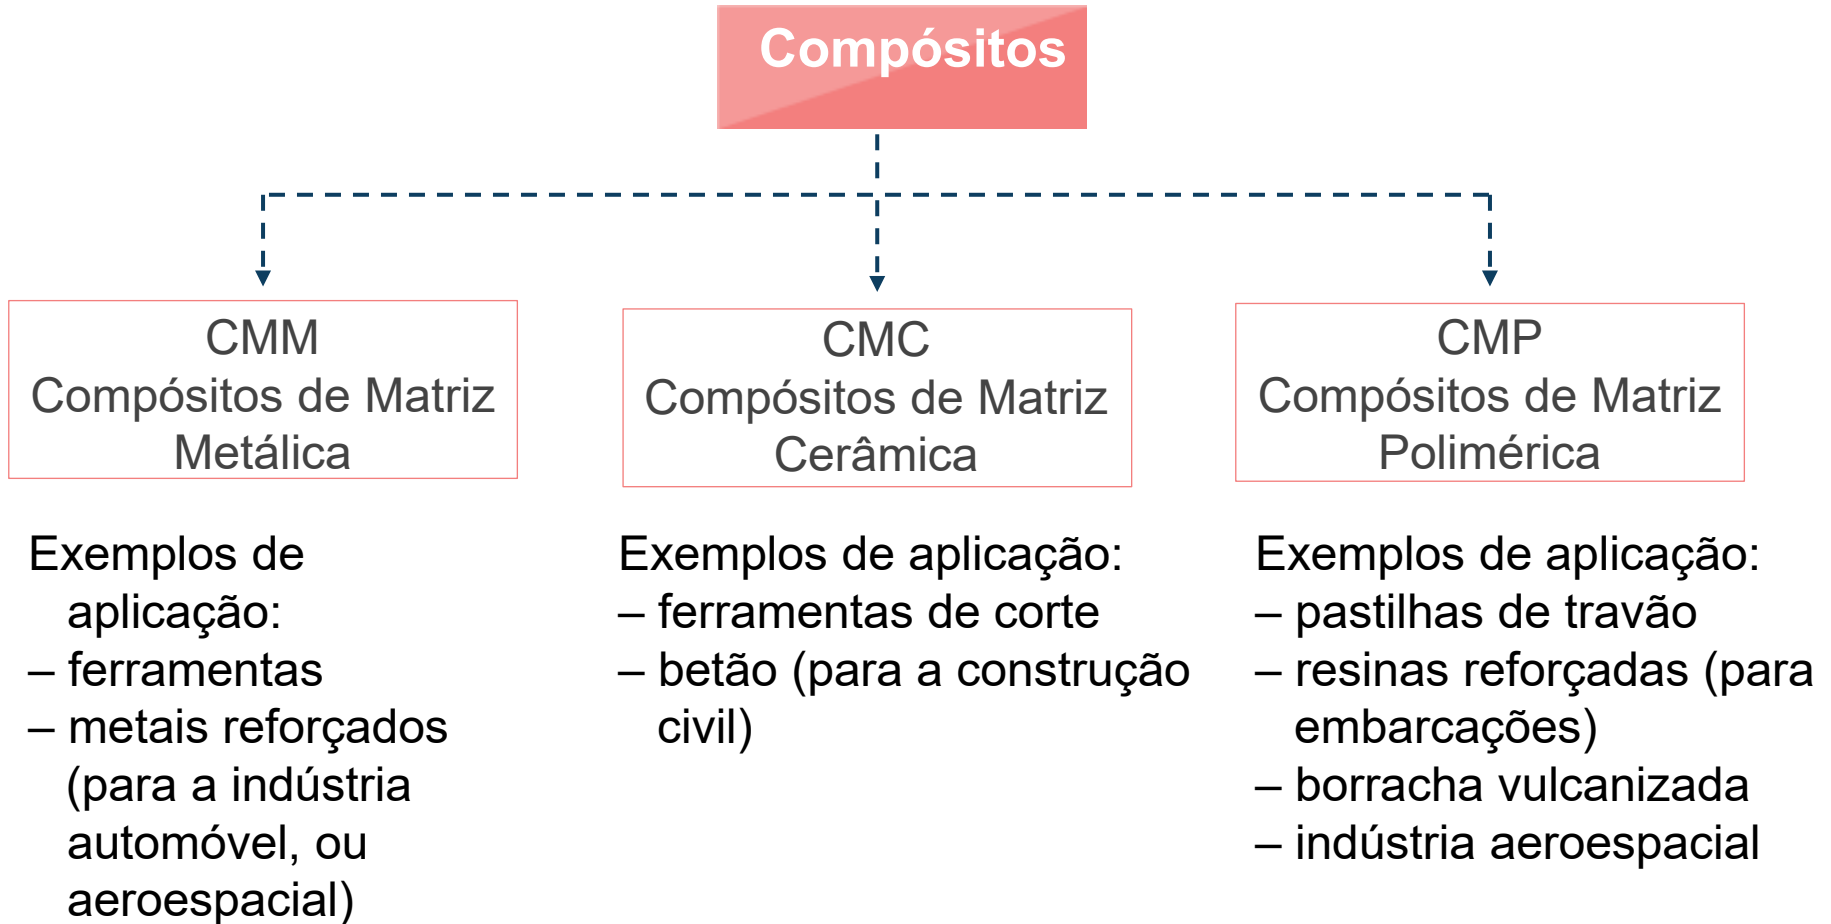 Compósitos
CMM
Compósitos de Matriz
Metálica
CMC
Compósitos de Matriz
Cerâmica
CMP
Compósitos de Matriz
Polimérica
Exemplos de
aplicação:
– ferramentas
– metais reforçados
(para a indústria
automóvel, ou
aeroespacial)
Exemplos de aplicação:
– ferramentas de corte
– betão (para a construção
civil)
Exemplos de aplicação:
– pastilhas de travão
– resinas reforçadas (para
embarcações)
– borracha vulcanizada
– indústria aeroespacial